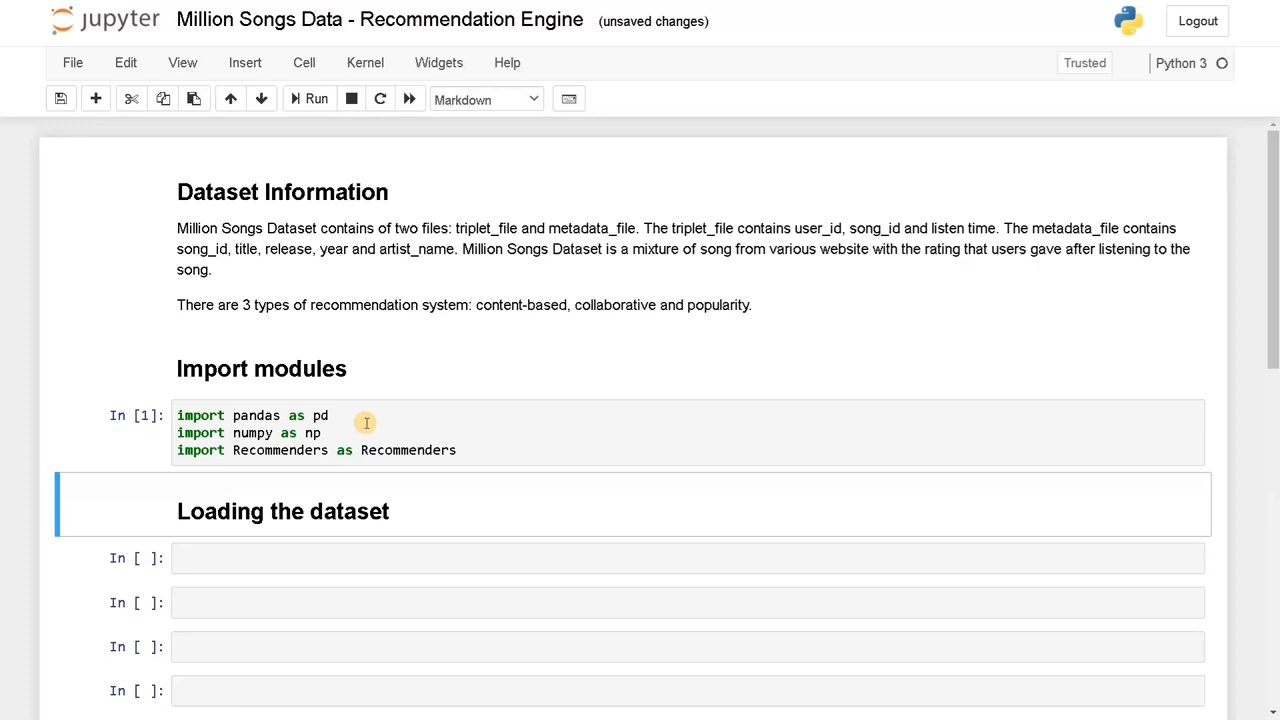 jupyter Million Songs Data - Recommendation Engine (unsaved changes) Logout
File Edit View Insert Cell Kernel Widgets Help Trusted Python 3
Run Markdown
Dataset Information
Million Songs Dataset contains of two files: triplet_file and metadata_file. The triplet_file contains user_id, song_id and listen time. The metadata_file contains
song_id, title, release, year and artist_name. Million Songs Dataset is a mixture of song from various website with the rating that users gave after listening to the
song.
There are 3 types of recommendation system: content-based, collaborative and popularity.
Import modules
In [1]: import pandas as pd
import numpy as np
import Recommenders as Recommenders
Loading the dataset
In [ ]:
In [ ]:
In [ ]:
In [ ]: